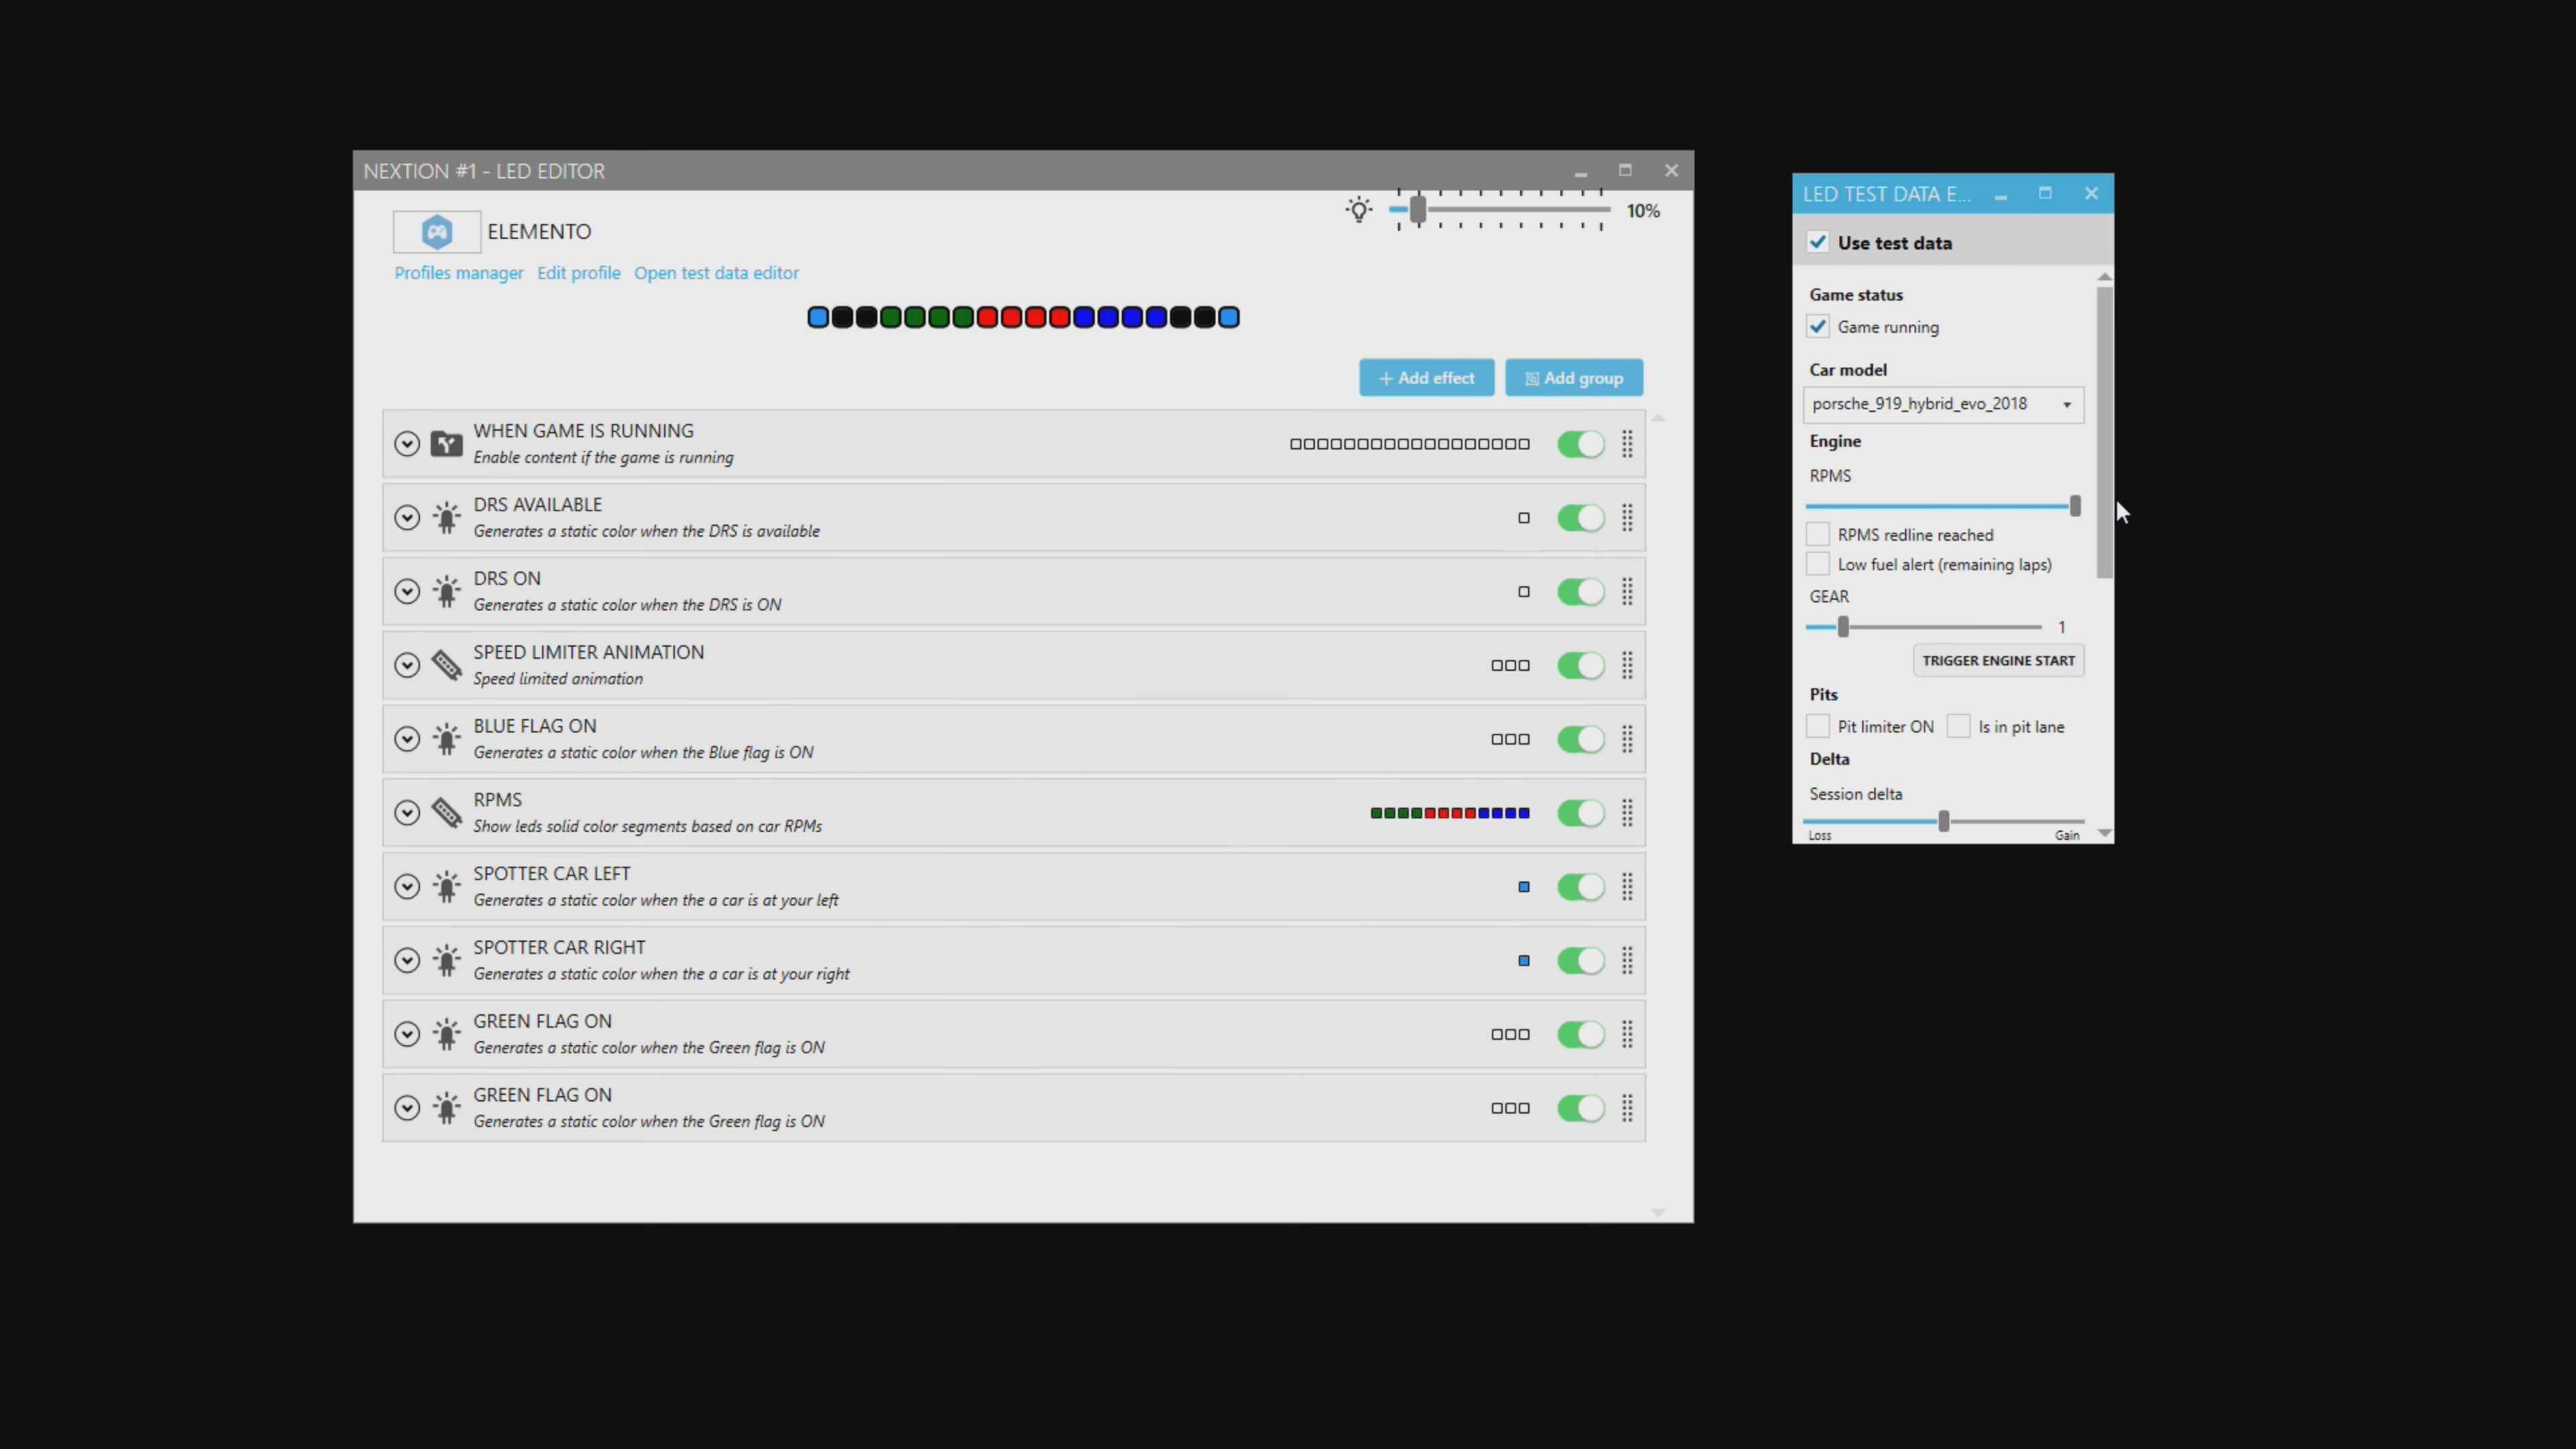 NEXTION #1 - LED EDITOR
10%
ELEMENTO
Profiles manager Edit profile Open test data editor
+ Add effect Add group
WHEN GAME IS RUNNING
Enable content if the game is running
DRS AVAILABLE
Generates a static color when the DRS is available
DRS ON
Generates a static color when the DRS is ON
SPEED LIMITER ANIMATION
Speed limited animation
BLUE FLAG ON
Generates a static color when the Blue flag is ON
RPMS
Show leds solid color segments based on car RPMs
SPOTTER CAR LEFT
Generates a static color when the a car is at your left
SPOTTER CAR RIGHT
Generates a static color when the a car is at your right
GREEN FLAG ON
Generates a static color when the Green flag is ON
GREEN FLAG ON
Generates a static color when the Green flag is ON
LED TEST DATA E...
Use test data
Game status
Game running
Car model
porsche_919_hybrid_evo_2018
Engine
RPMS
RPMS redline reached
Low fuel alert (remaining laps)
GEAR
1
TRIGGER ENGINE START
Pits
Pit limiter ON Is in pit lane
Delta
Session delta
Loss Gain